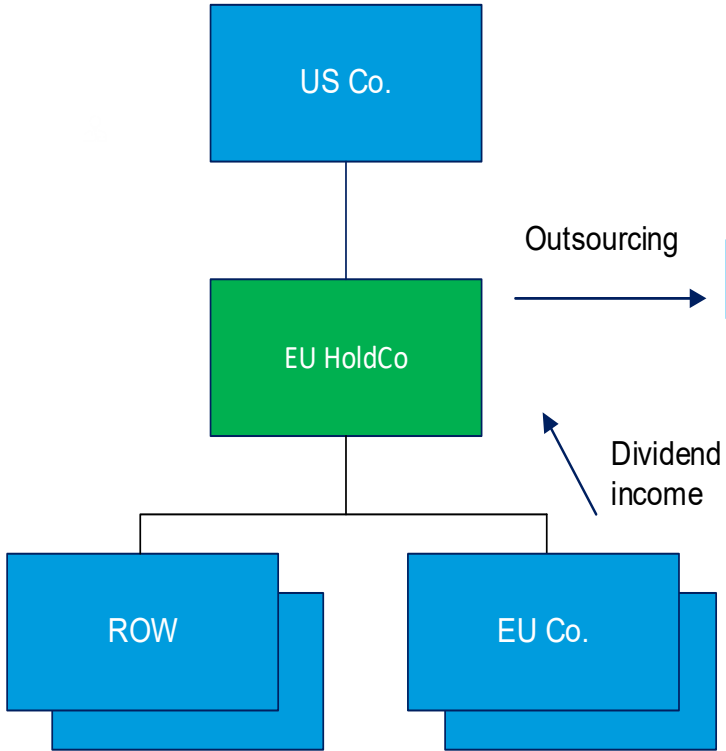 US Co.
Outsourcing
EU HoldCo
Dividend
income
ROW
EU Co.